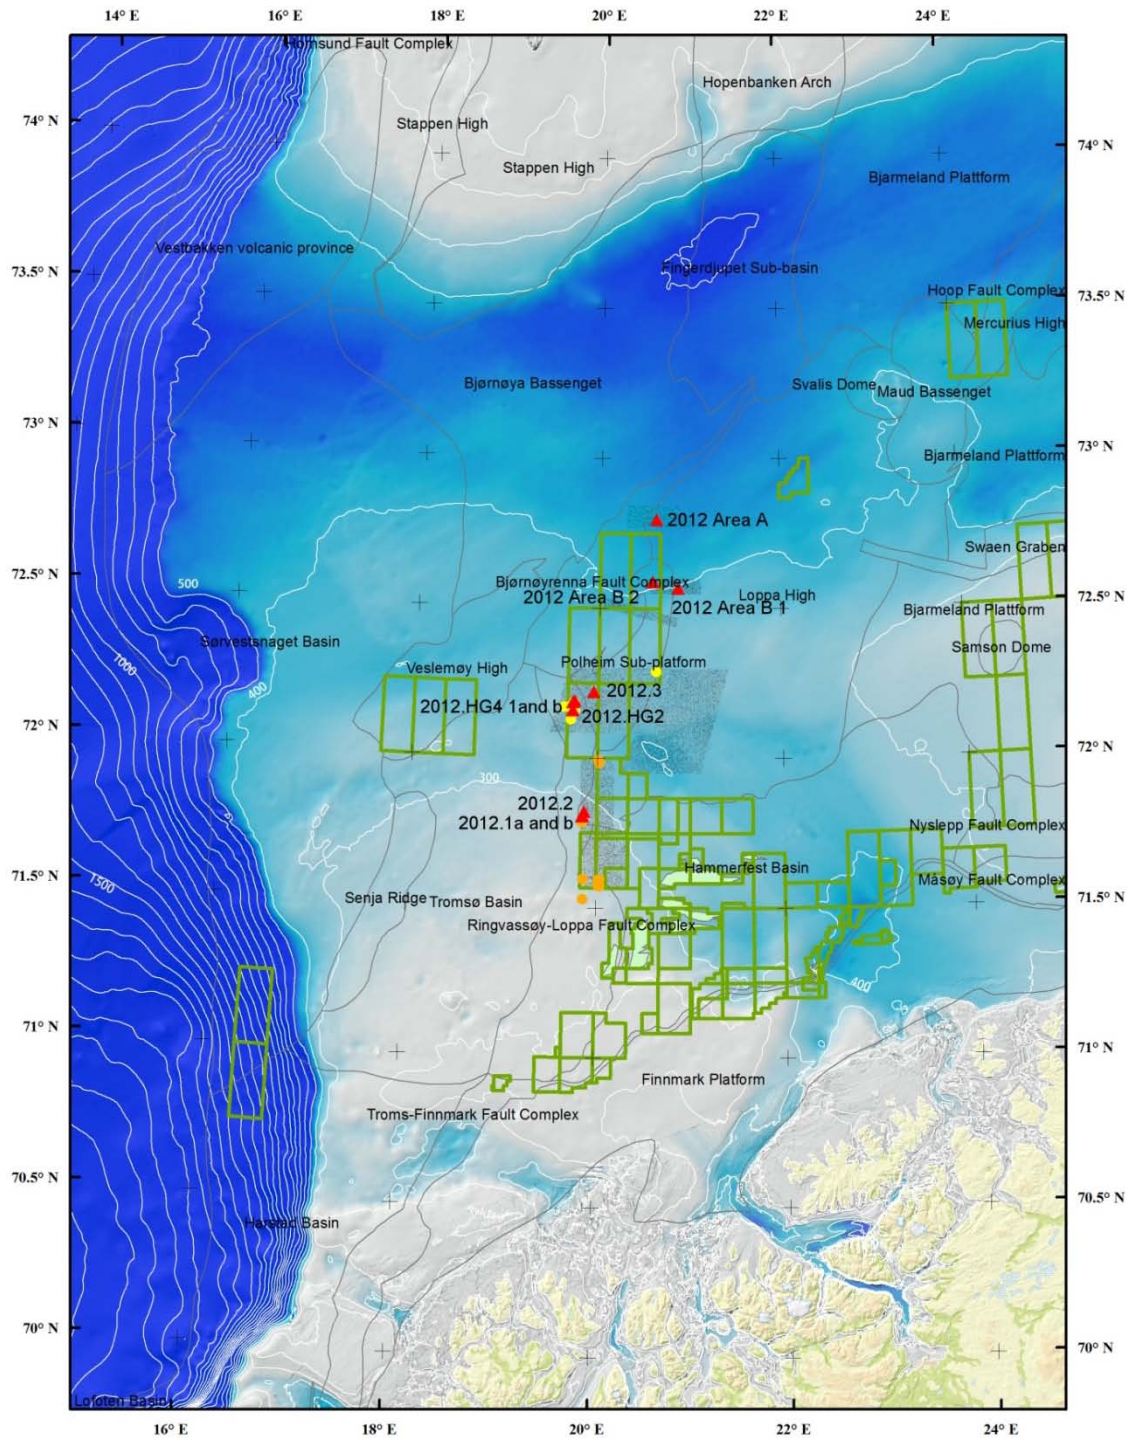 14° E 16° E 18° E 20° E 22° E 24° E
Hornsund Fault Complex
Hopenbanken Arch
74° N
Stappen High
74° N
Stappen High
Bjarmeland Plattform
Vestbakken volcanic province
Fingerdjupet Sub-basin
73.5° N
Hoop Fault Complex
73.5° N
Mercurius High
Bjørnøya Bassenget
Svalis Dome
Maud Bassenget
73° N
73° N
Bjarmeland Plattform
2012 Area A
Swaen Graben
72.5° N
500
Bjørnøyrenna Fault Complex
2012 Area B 2
Loppa High
72.5° N
2012 Area B 1
Bjarmeland Plattform
Sørvestsnaget Basin
Samson Dome
1000
Veslemøy High
Polheim Sub-platform
400
2012.3
2012.HG4 1and b
2012.HG2
72° N
72° N
300
2012.2
2012.1a and b
Nyslepp Fault Complex
1500
Hammerfest Basin
Måsøy Fault Complex
71.5° N
71.5° N
Senja Ridge
Tromsø Basin
Ringvassøy-Loppa Fault Complex
400
71° N
71° N
Finnmark Platform
Troms-Finnmark Fault Complex
70.5° N
70.5° N
Harstad Basin
70° N
70° N
Lofoten Basin
16° E 18° E 20° E 22° E 24° E